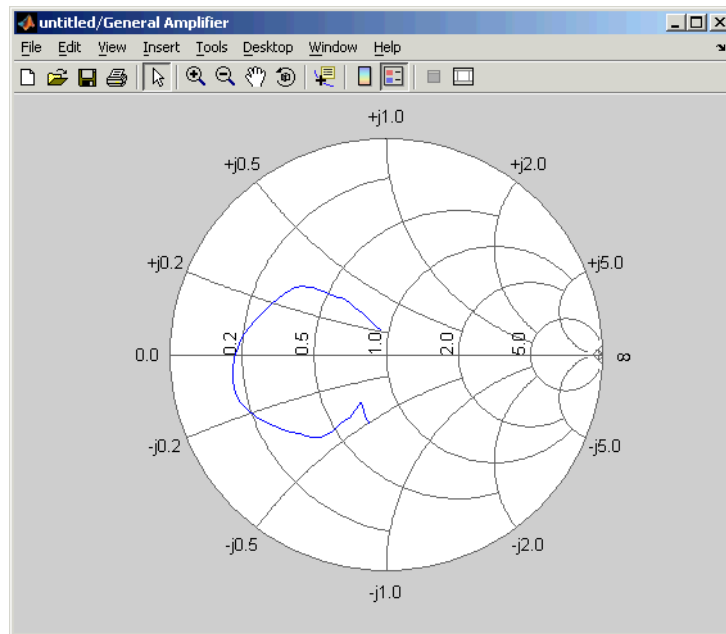 untitled/General Amplifier
File Edit View Insert Tools Desktop Window Help
+j1.0
+j0.5 +j2.0
+j0.2 +j5.0
0.0 0.2 0.5 1.0 2.0 5.0 ∞
-j0.2 -j5.0
-j0.5 -j2.0
-j1.0